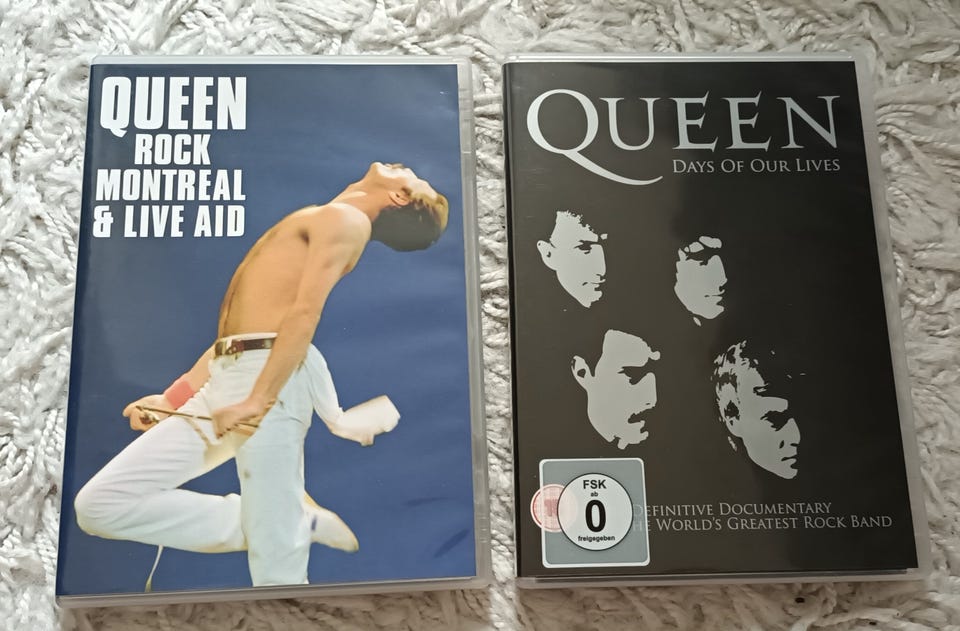 QUEEN
ROCK
MONTREAL
& LIVE AID
QUEEN
DAYS OF OUR LIVES
FSK
ab
0
freigegeben
DEFINITIVE DOCUMENTARY
WORLD'S GREATEST ROCK BAND